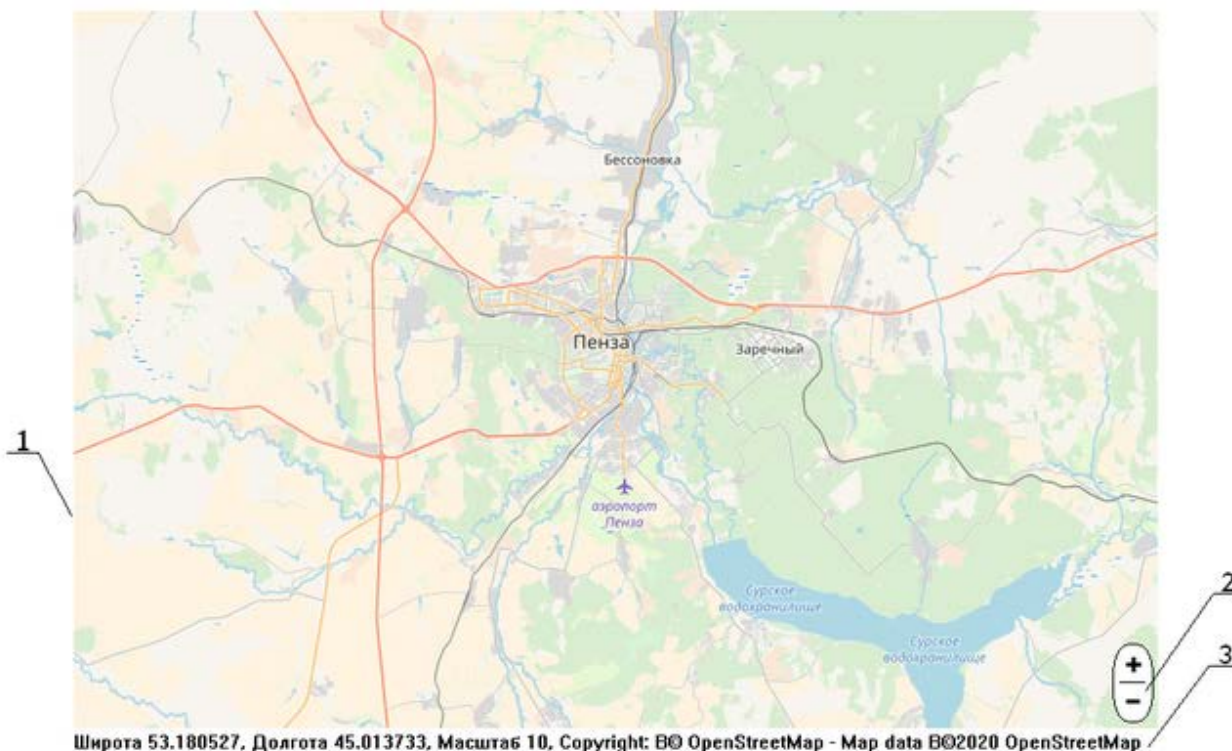 Бессоновка
Пенза
Заречный
1
аэропорт
Пенза
2
Сурское
водохранилище
Сурское
водохранилище
3
+
−
Широта 53.180527, Долгота 45.013733, Масштаб 10, Copyright: В© OpenStreetMap - Map data В©2020 OpenStreetMap